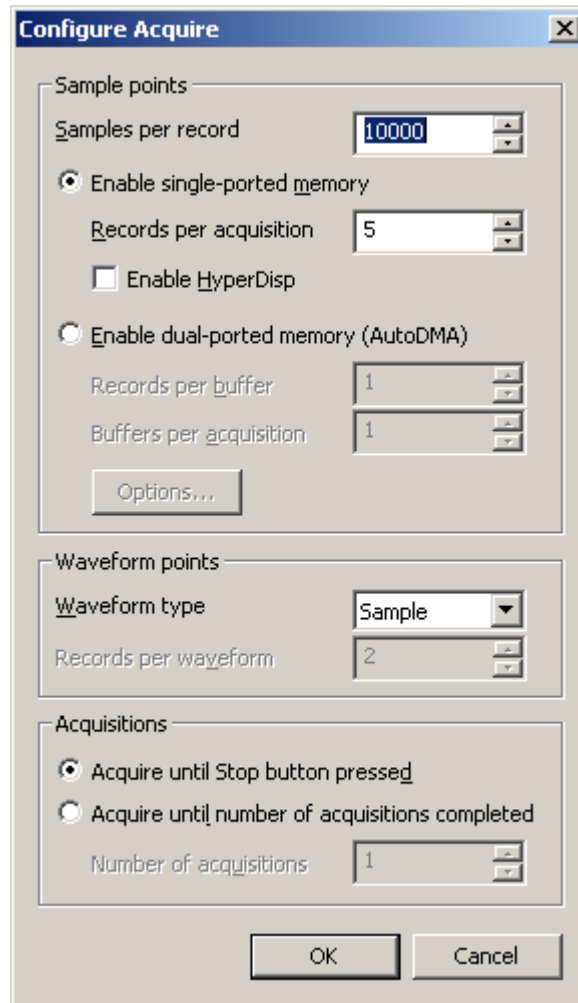 Configure Acquire
Sample points
Samples per record 10000
Enable single-ported memory
Records per acquisition 5
Enable HyperDisp
Enable dual-ported memory (AutoDMA)
Records per buffer 1
Buffers per acquisition 1
Options...
Waveform points
Waveform type Sample
Records per waveform 2
Acquisitions
Acquire until Stop button pressed
Acquire until number of acquisitions completed
Number of acquisitions 1
OK Cancel